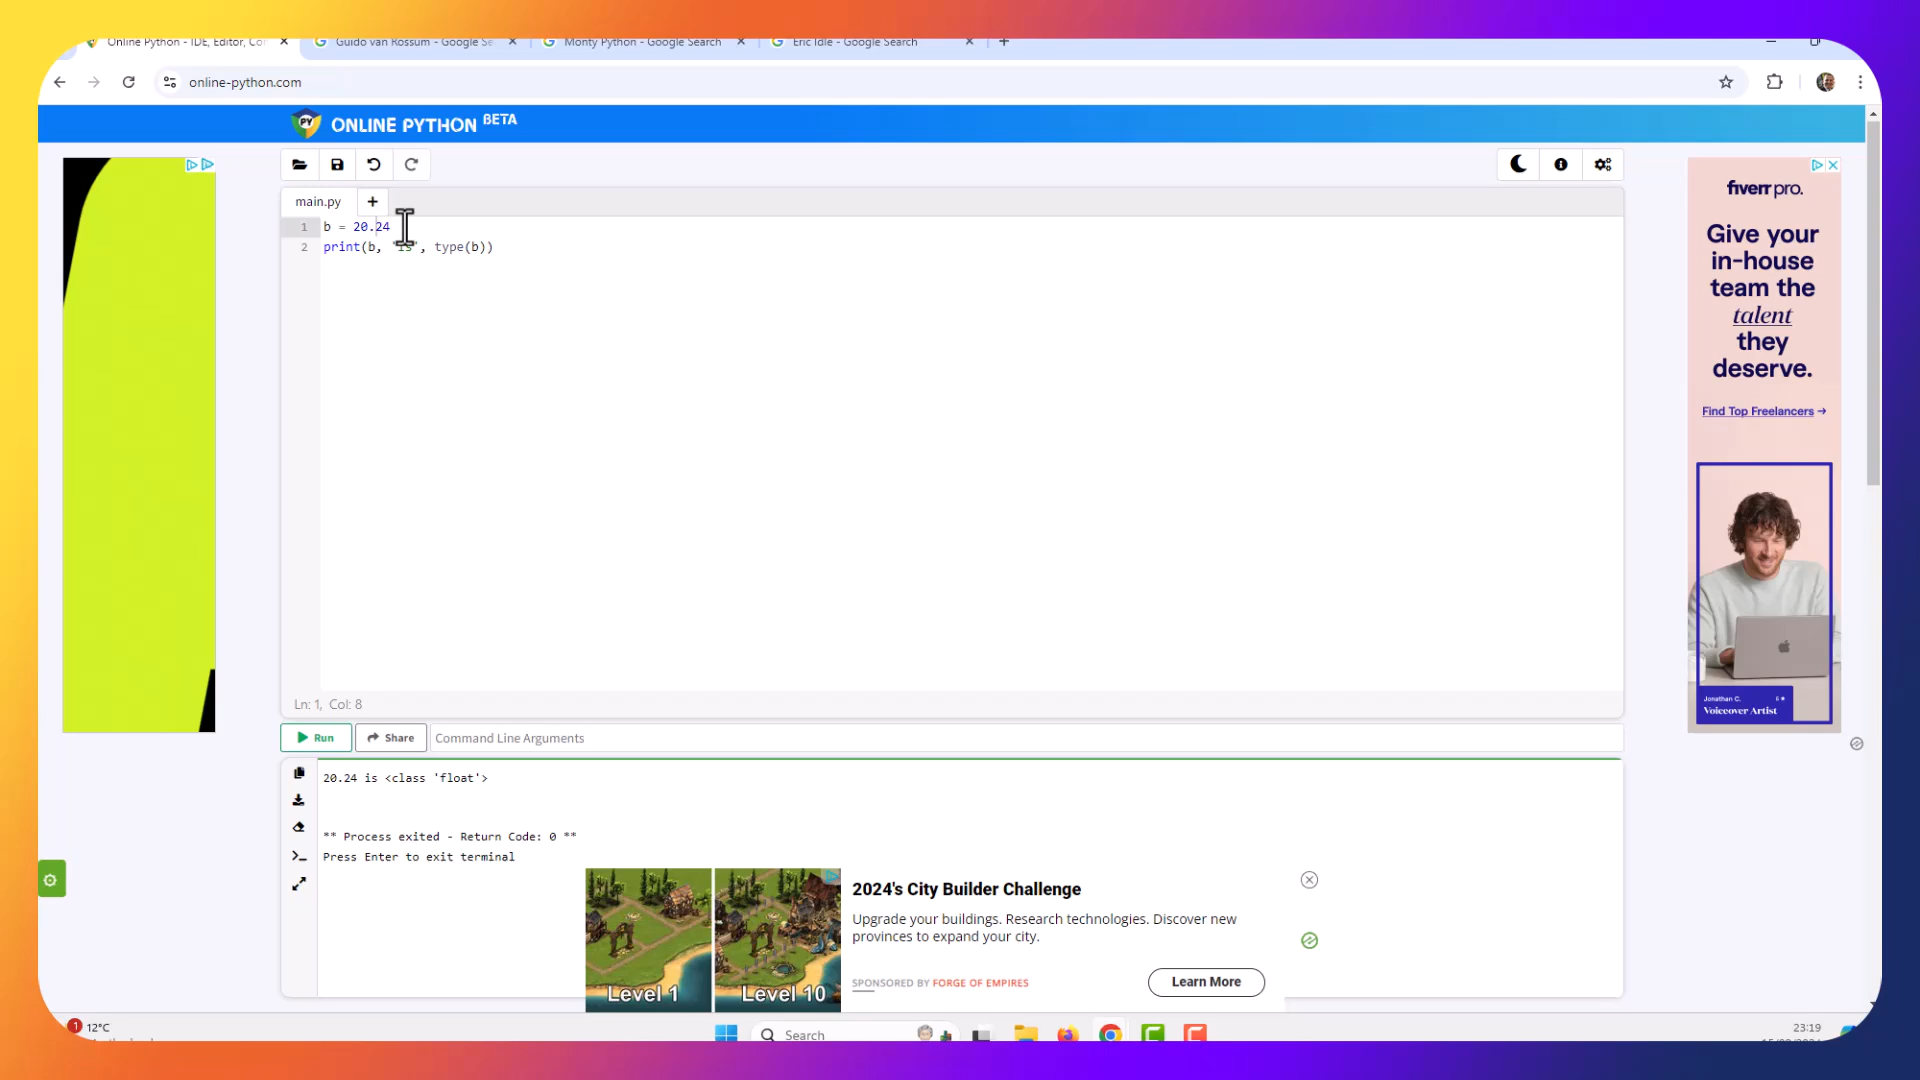 Online Python - IDE, Editor, Co
Guido van Rossum - Google Se
Monty Python - Google Search
Eric Idle - Google Search
online-python.com
PY ONLINE PYTHON BETA
main.py
1 b = 20.24
2 print(b, "is", type(b))
Ln: 1, Col: 8
Run
Share
Command Line Arguments
20.24 is <class 'float'>
** Process exited - Return Code: 0 **
Press Enter to exit terminal
fiverr pro.
Give your
in-house
team the
talent
they
deserve.
Find Top Freelancers →
Jonathan C.
Voiceover Artist
Level 1
Level 10
2024's City Builder Challenge
Upgrade your buildings. Research technologies. Discover new
provinces to expand your city.
SPONSORED BY FORGE OF EMPIRES
Learn More
1
12°C
Search
23:19